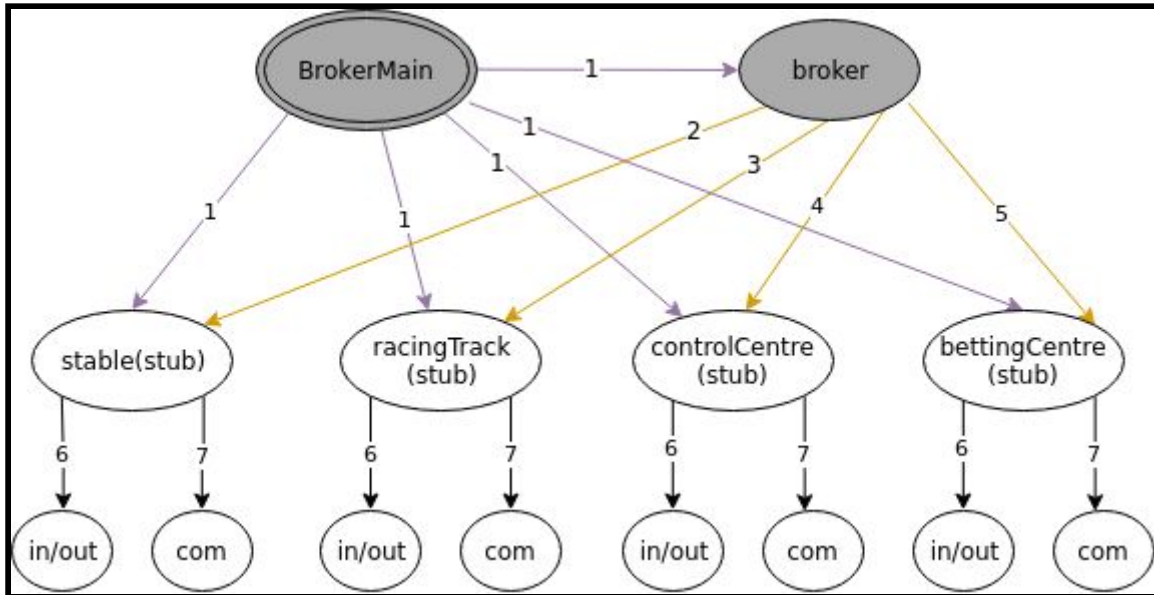 BrokerMain
1
broker
1
2
1
3
1
1
4
5
stable(stub)
racingTrack
(stub)
controlCentre
(stub)
bettingCentre
(stub)
6
7
6
7
6
7
6
7
in/out
com
in/out
com
in/out
com
in/out
com